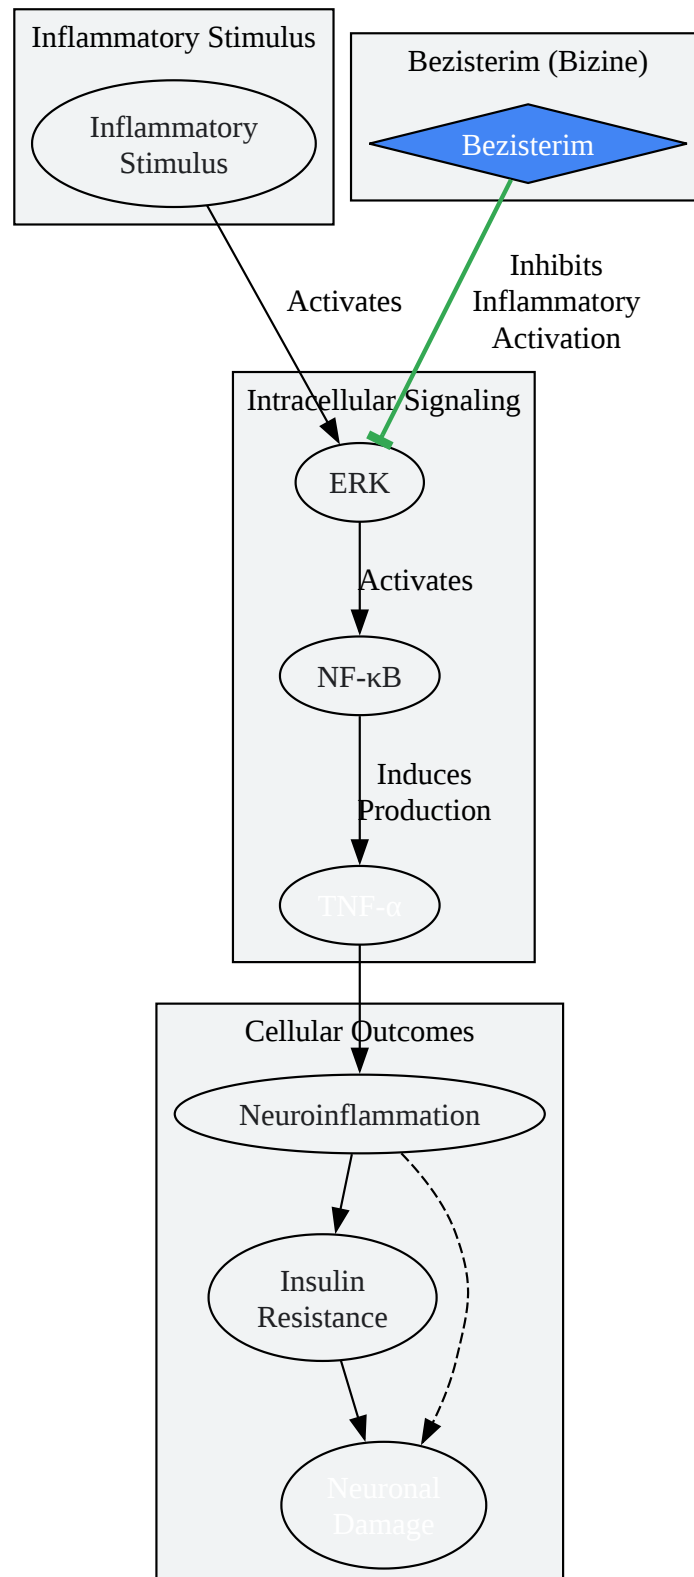 Inflammatory Stimulus
Inflammatory
Stimulus
Bezisterim (Bizine)
Bezisterim
Activates
Inhibits
Inflammatory
Activation
Intracellular Signaling
ERK
Activates
NF-κB
Induces
Production
TNF-α
Cellular Outcomes
Neuroinflammation
Insulin
Resistance
Neuronal
Damage